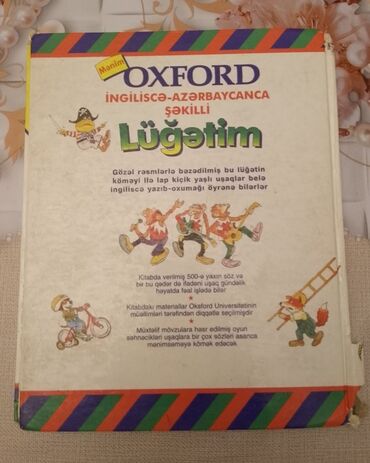 Mənim
OXFORD
İNGİLİSCƏ-AZƏRBAYCANCA
ŞƏKİLLİ
Lüğətim
Gözəl rəsmlərlə bəzədilmiş bu lüğətin
köməyi ilə lap kiçik yaşlı uşaqlar belə
ingiliscə yazıb-oxumağı öyrənə bilərlər
Kitabda verilmiş 500-ə yaxın söz və
bir bu qədər də ifadəni uşaq gündəlik
həyatda fəal işlədə bilər
Kitabdakı materiallar Oksford Universitetinin
müəllimləri tərəfindən diqqətlə seçilmişdir
Müxtəlif mövzulara həsr edilmiş oyun
səhnəcikləri uşaqlara bir çox sözləri asanca
mənimsəməyə kömək edəcək